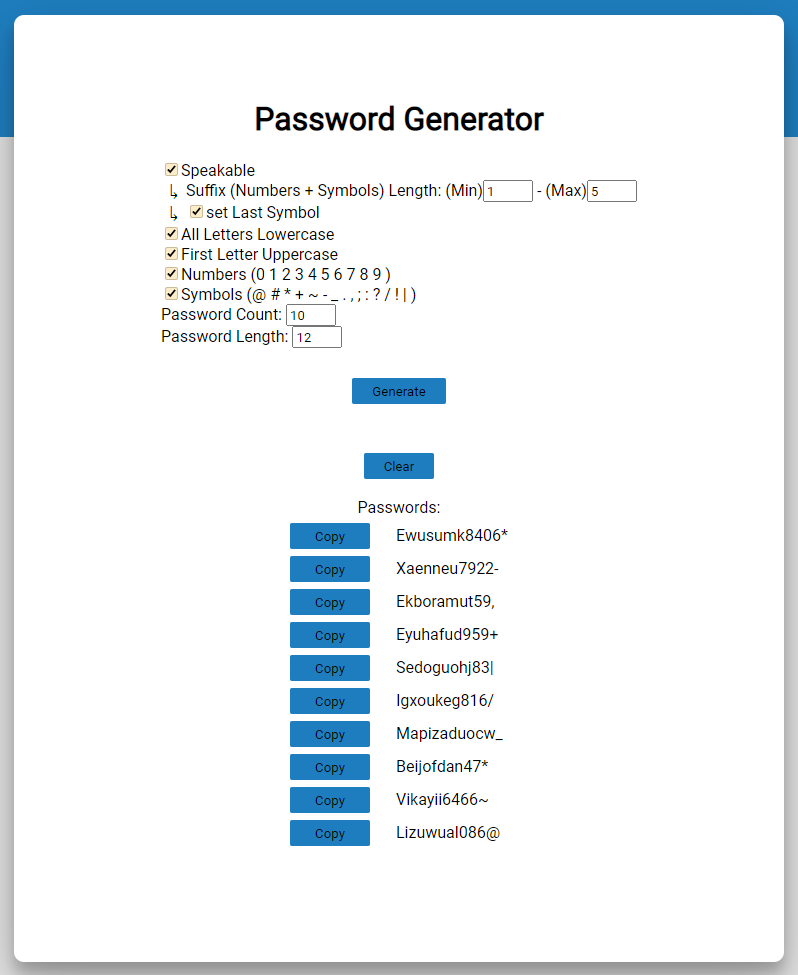 Password Generator
Speakable
↳ Suffix (Numbers + Symbols) Length: (Min) 1 - (Max) 5
↳ set Last Symbol
All Letters Lowercase
First Letter Uppercase
Numbers (0 1 2 3 4 5 6 7 8 9 )
Symbols (@ # * + ~ - _ . , ; : ? / ! | )
Password Count: 10
Password Length: 12
Generate
Clear
Passwords:
Copy Ewusumk8406*
Copy Xaenneu7922-
Copy Ekboramut59,
Copy Eyuhafud959+
Copy Sedoguohj83|
Copy Igxoukeg816/
Copy Mapizaduocw_
Copy Beijofdan47*
Copy Vikayii6466~
Copy Lizuwual086@